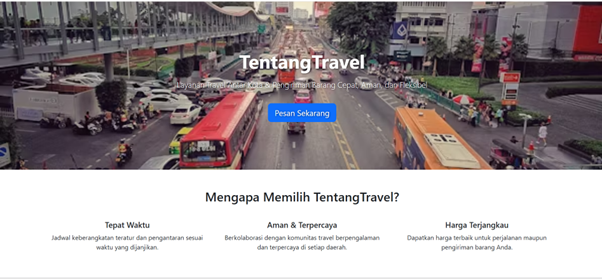 TentangTravel
Layanan Travel Antar Kota & Pengiriman Barang Cepat, Aman, dan Fleksibel
Pesan Sekarang
Mengapa Memilih TentangTravel?
Tepat Waktu
Jadwal keberangkatan teratur dan pengantaran sesuai
waktu yang dijanjikan.
Aman & Terpercaya
Berkolaborasi dengan komunitas travel berpengalaman
dan terpercaya di setiap daerah.
Harga Terjangkau
Dapatkan harga terbaik untuk perjalanan maupun
pengiriman barang Anda.